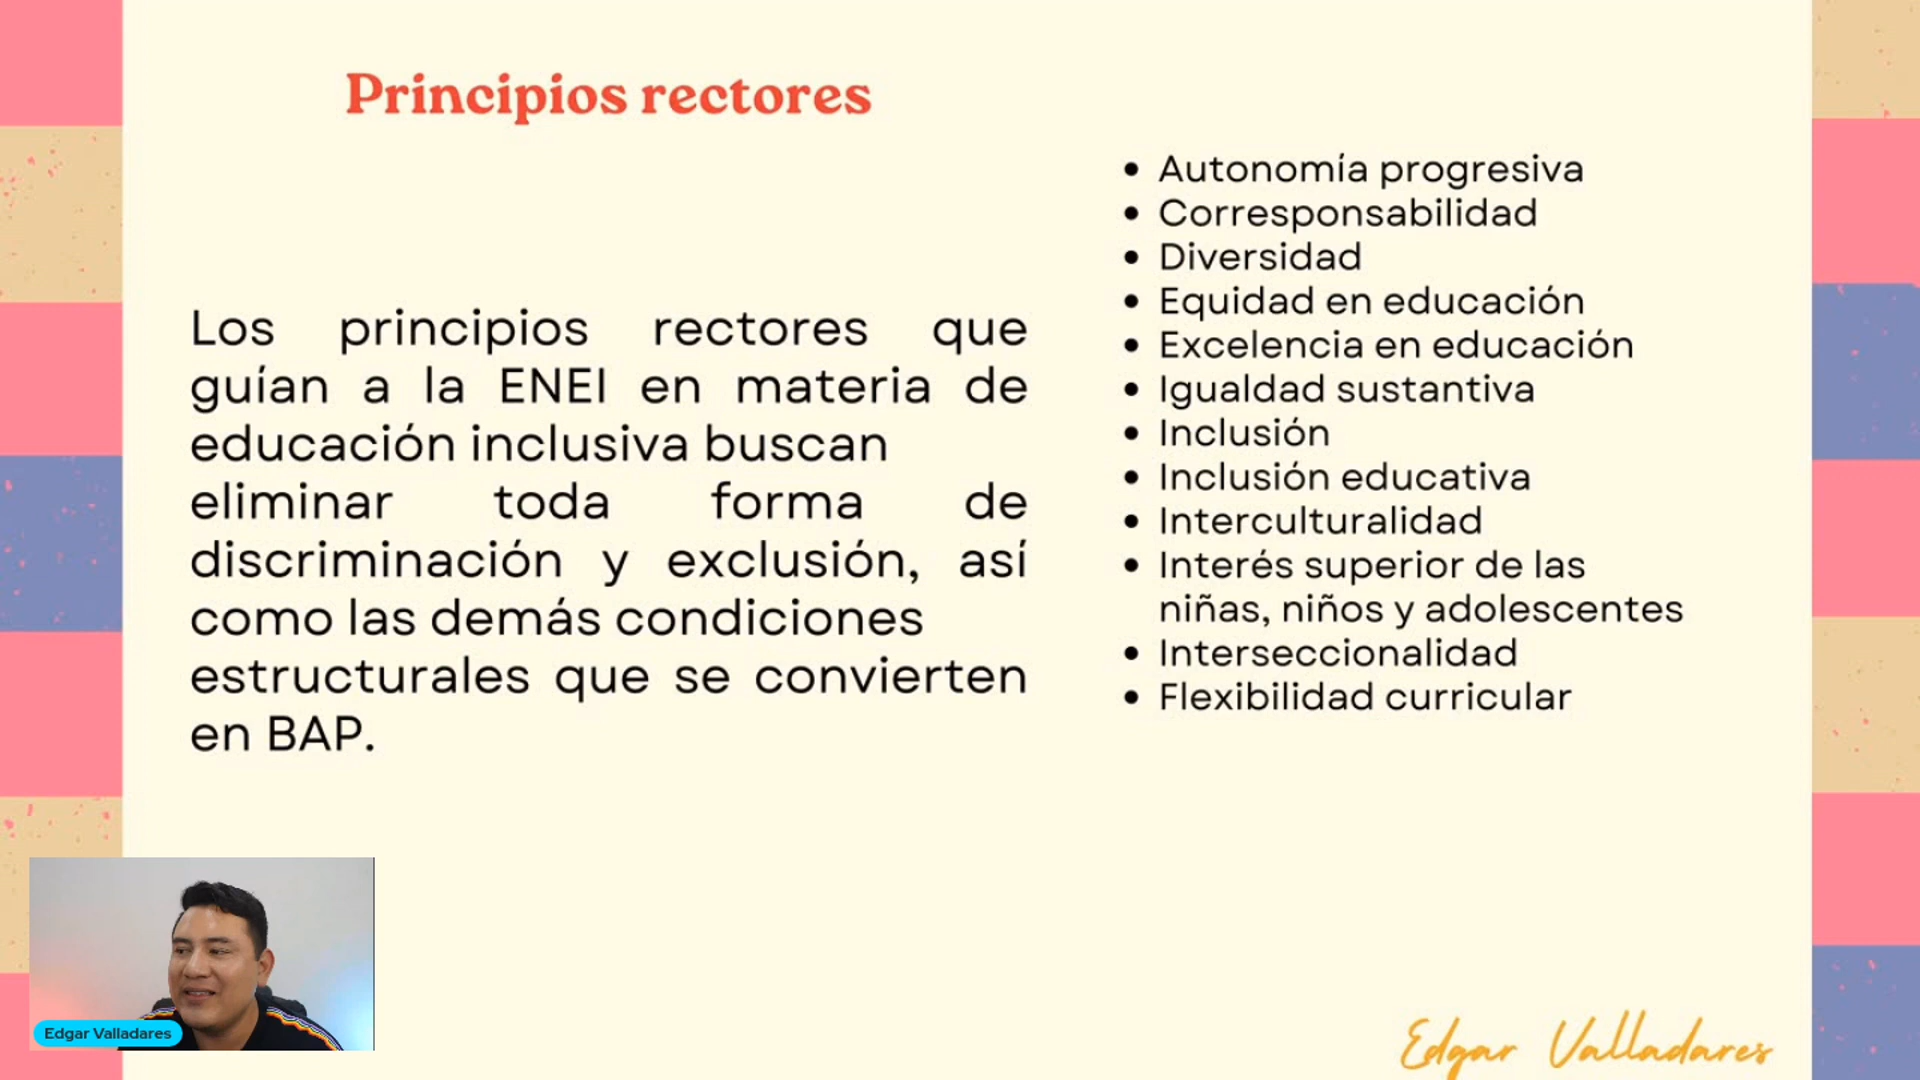 Principios rectores
Los principios rectores que
guían a la ENEI en materia de
educación inclusiva buscan
eliminar toda forma de
discriminación y exclusión, así
como las demás condiciones
estructurales que se convierten
en BAP.
• Autonomía progresiva
• Corresponsabilidad
• Diversidad
• Equidad en educación
• Excelencia en educación
• Igualdad sustantiva
• Inclusión
• Inclusión educativa
• Interculturalidad
• Interés superior de las
niñas, niños y adolescentes
• Interseccionalidad
• Flexibilidad curricular
Edgar Valladares
Edgar Valladares